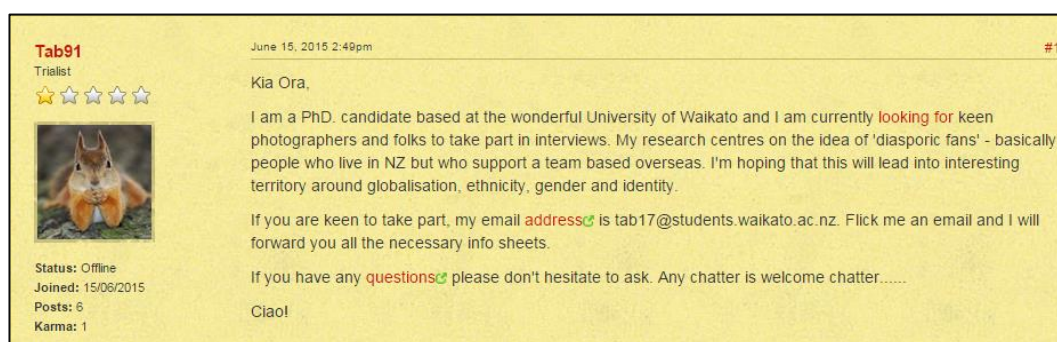 Tab91
Trialist
June 15, 2015 2:49pm
#1
Kia Ora,
I am a PhD. candidate based at the wonderful University of Waikato and I am currently looking for keen
photographers and folks to take part in interviews. My research centres on the idea of 'diasporic fans' - basically
people who live in NZ but who support a team based overseas. I'm hoping that this will lead into interesting
territory around globalisation, ethnicity, gender and identity.
If you are keen to take part, my email address is tab17@students.waikato.ac.nz. Flick me an email and I will
forward you all the necessary info sheets.
If you have any questions please don't hesitate to ask. Any chatter is welcome chatter......
Ciao!
Status: Offline
Joined: 15/06/2015
Posts: 6
Karma: 1